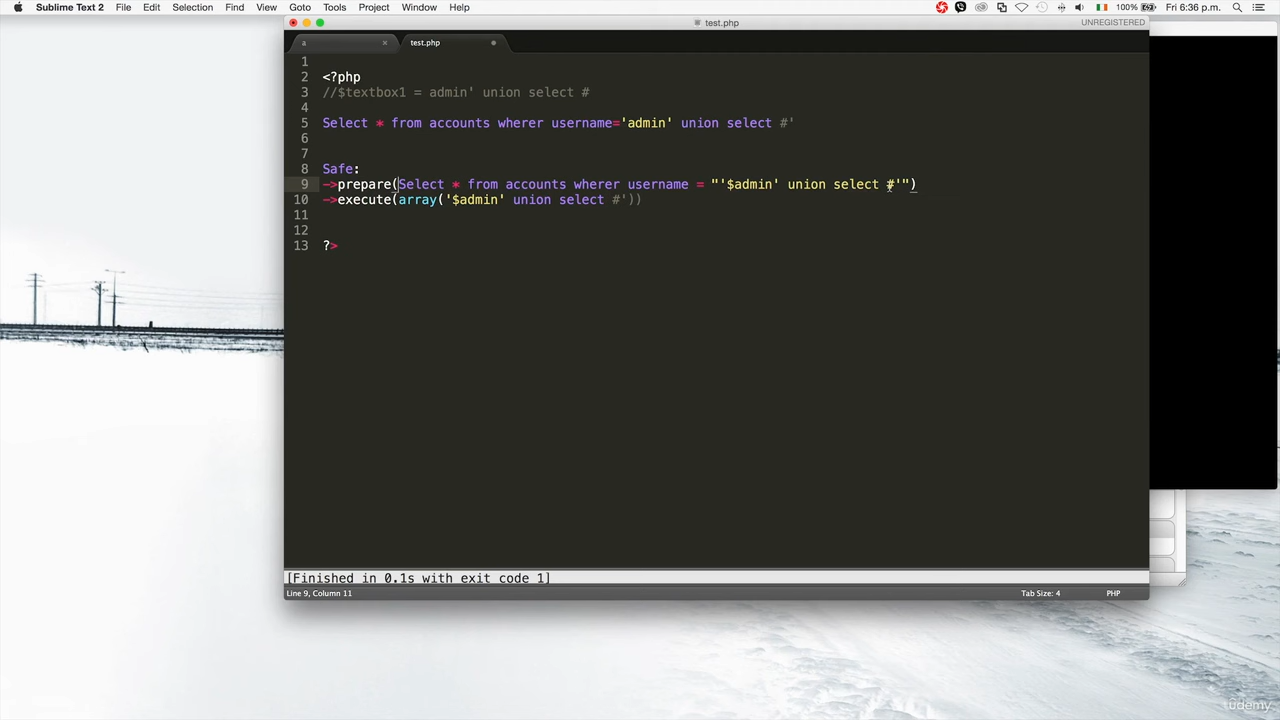 Sublime Text 2 File Edit Selection Find View Goto Tools Project Window Help 100% Fri 6:36 p.m.
test.php UNREGISTERED
a test.php
1
2 <?php
3 //$textbox1 = admin' union select #
4
5 Select * from accounts wherer username='admin' union select #'
6
7
8 Safe:
9 ->prepare(Select * from accounts wherer username = "'$admin' union select #'")
10 ->execute(array('$admin' union select #'))
11
12
13 ?>
[Finished in 0.1s with exit code 1]
Line 9, Column 11 Tab Size: 4 PHP
ûdemy